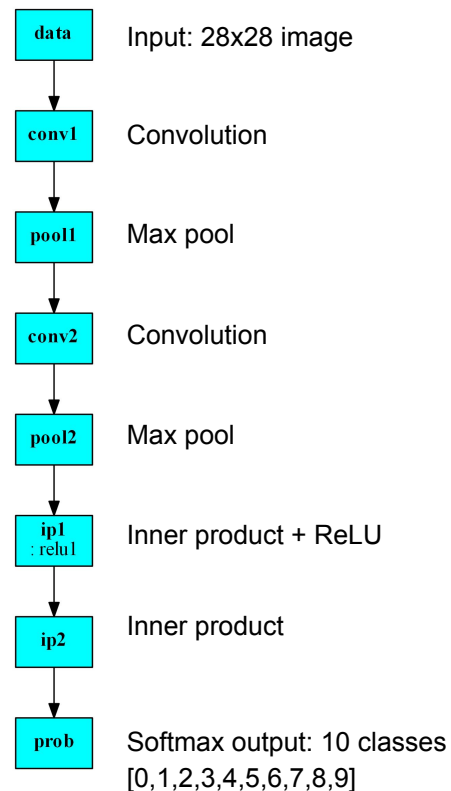 data
Input: 28x28 image
conv1
Convolution
pool1
Max pool
conv2
Convolution
pool2
Max pool
ip1
: relu1
Inner product + ReLU
ip2
Inner product
prob
Softmax output: 10 classes
[0,1,2,3,4,5,6,7,8,9]